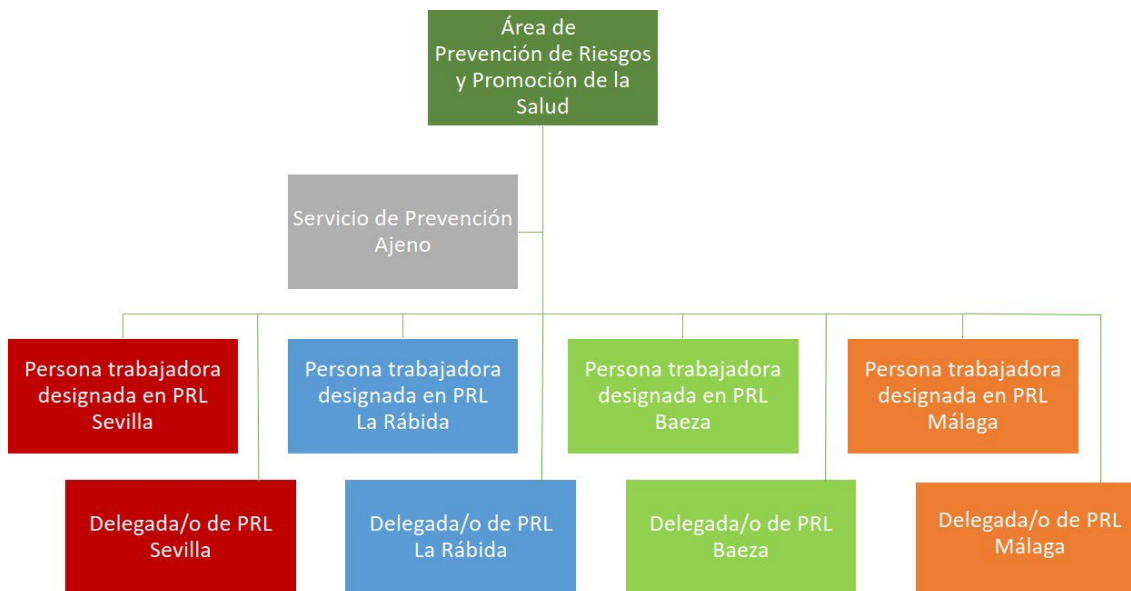 Área de
Prevención de Riesgos
y Promoción de la
Salud
Servicio de Prevención
Ajeno
Persona trabajadora
designada en PRL
Sevilla
Persona trabajadora
designada en PRL
La Rábida
Persona trabajadora
designada en PRL
Baeza
Persona trabajadora
designada en PRL
Málaga
Delegada/o de PRL
Sevilla
Delegada/o de PRL
La Rábida
Delegada/o de PRL
Baeza
Delegada/o de PRL
Málaga